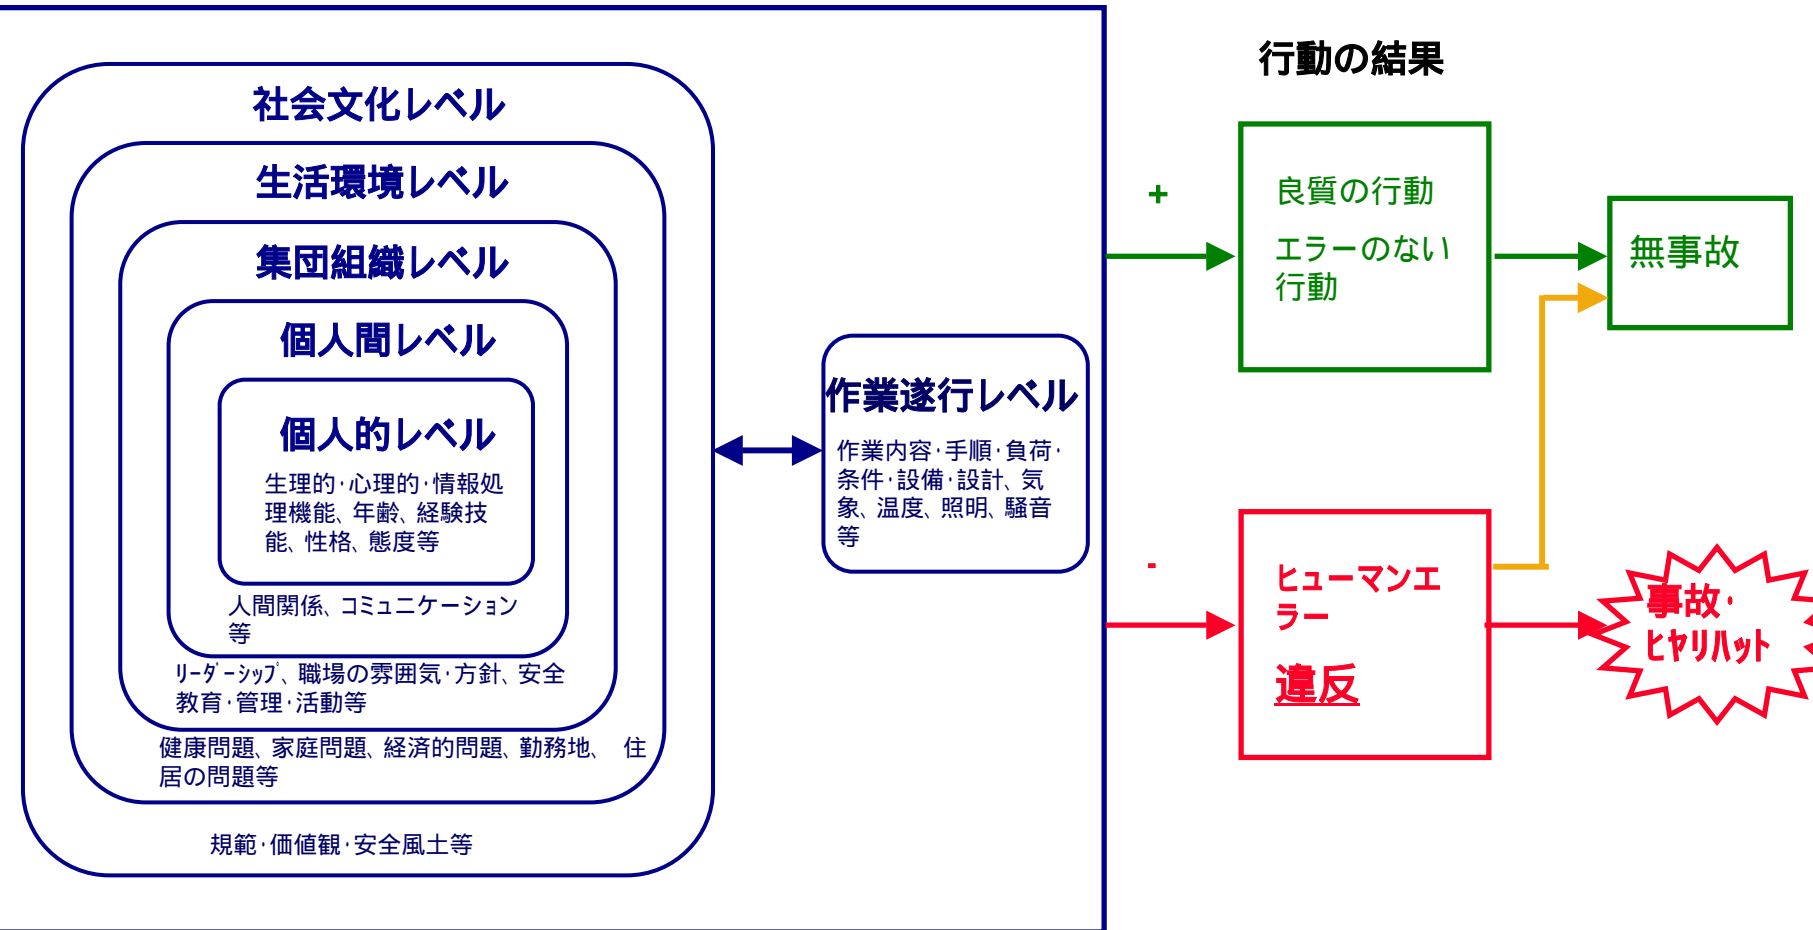 社会文化レベル
生活環境レベル
集団組織レベル
個人間レベル
個人的レベル
生理的・心理的・情報処
理機能、年齢、経験技
能、性格、態度等
人間関係、コミュニケーション
等
ﾘｰﾀﾞｰｼｯﾌﾟ、職場の雰囲気・方針、安全
教育・管理・活動等
健康問題、家庭問題、経済的問題、勤務地、 住
居の問題等
規範・価値観・安全風土等
作業遂行レベル
作業内容・手順・負荷・
条件・設備・設計、気
象、温度、照明、騒音
等
行動の結果
+
良質の行動
エラーのない
行動
無事故
-
ヒューマンエ
ラー
違反
事故・
ヒヤリハット